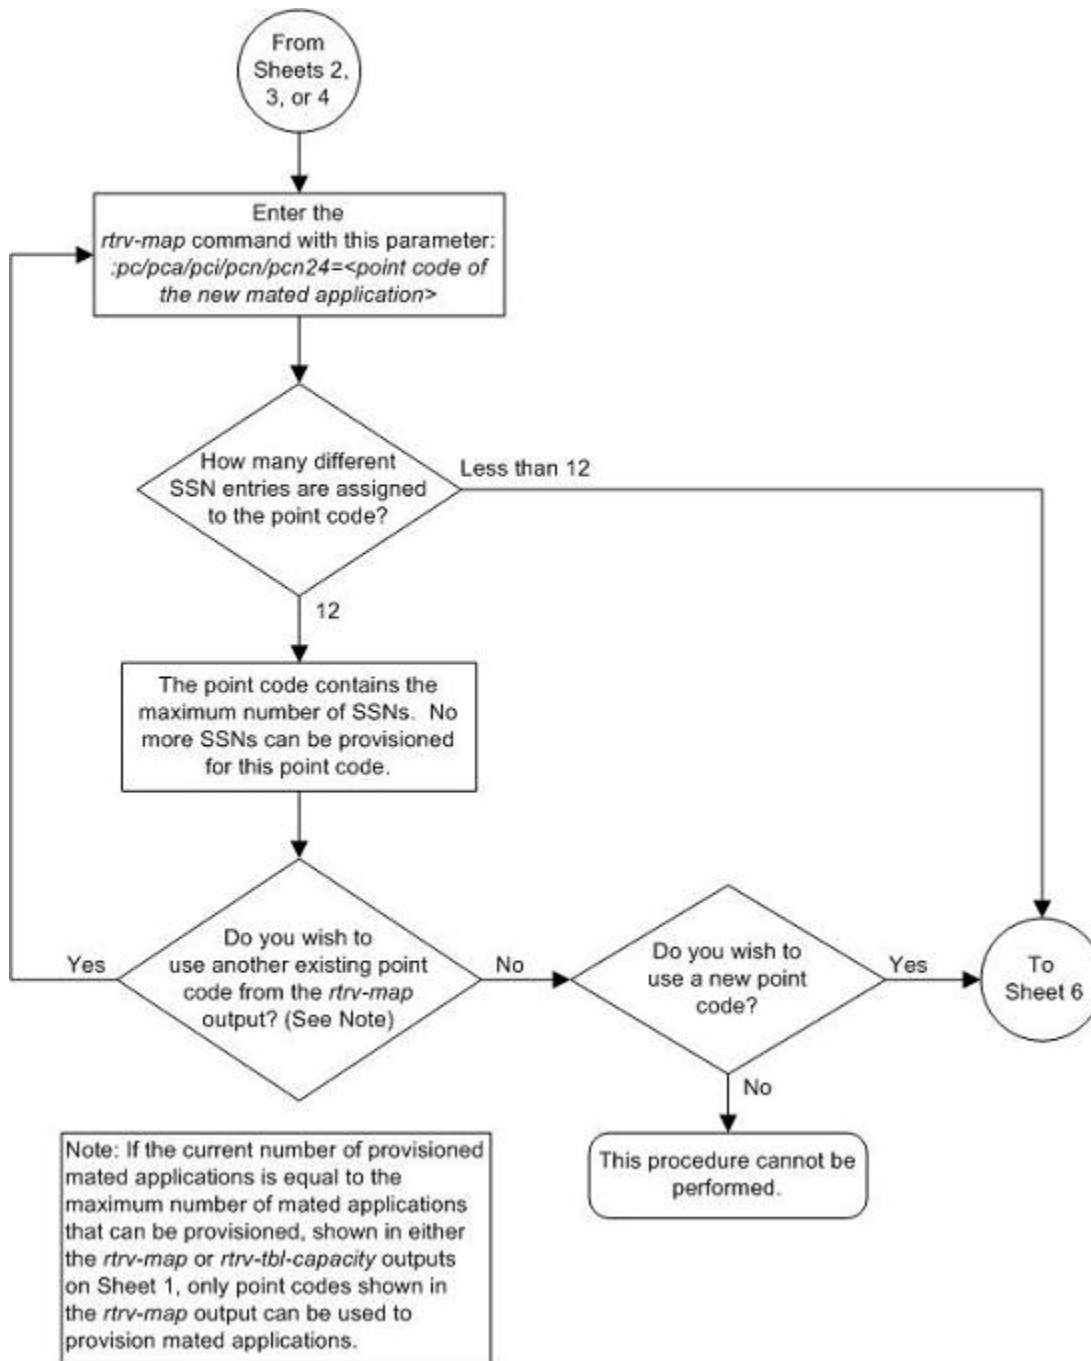 From
Sheets 2,
3, or 4
Enter the
rtrv-map command with this parameter:
:pc/pca/pci/pcn/pcn24=<point code of
the new mated application>
How many different
SSN entries are assigned
to the point code?
Less than 12
12
The point code contains the
maximum number of SSNs. No
more SSNs can be provisioned
for this point code.
Do you wish to
use another existing point
code from the rtrv-map
output? (See Note)
Yes
No
Do you wish to
use a new point
code?
Yes
To
Sheet 6
No
This procedure cannot be
performed.
Note: If the current number of provisioned
mated applications is equal to the
maximum number of mated applications
that can be provisioned, shown in either
the rtrv-map or rtrv-tbl-capacity outputs
on Sheet 1, only point codes shown in
the rtrv-map output can be used to
provision mated applications.